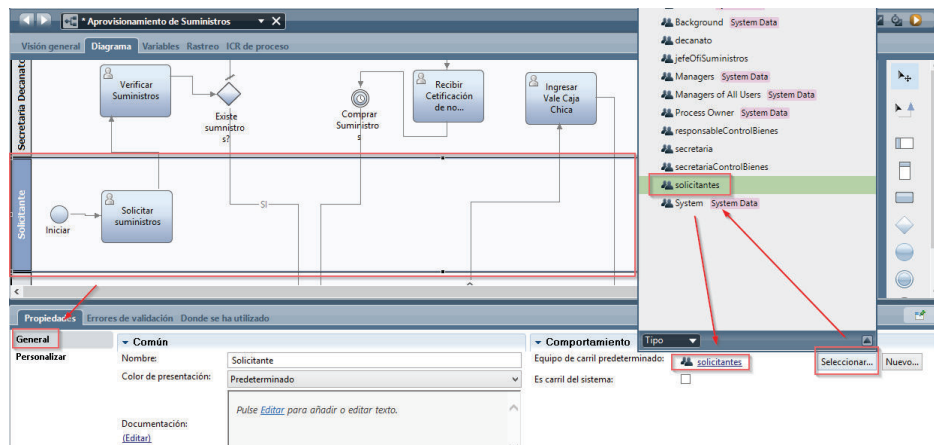 * Aprovisionamiento de Suministros
Visión general Diagrama Variables Rastreo ICR de proceso
Secretaria Decanato
Verificar
Suministros
Existe
sumnistro
s?
Comprar
Suministro
s
Recibir
Cetificación
de no...
Ingresar
Vale Caja
Chica
Solicitante
Iniciar
Solicitar
suministros
SI
Background System Data
decanato
jefeOfiSuministros
Managers System Data
Managers of All Users System Data
Process Owner System Data
responsableControlBienes
secretaria
secretariaControlBienes
solicitantes
System System Data
Tipo
Propiedades Errores de validación Donde se ha utilizado
General
Personalizar
Común
Nombre: Solicitante
Color de presentación: Predeterminado
Pulse Editar para añadir o editar texto.
Documentación:
(Editar)
Comportamiento
Equipo de carril predeterminado: solicitantes Seleccionar... Nuevo...
Es carril del sistema: